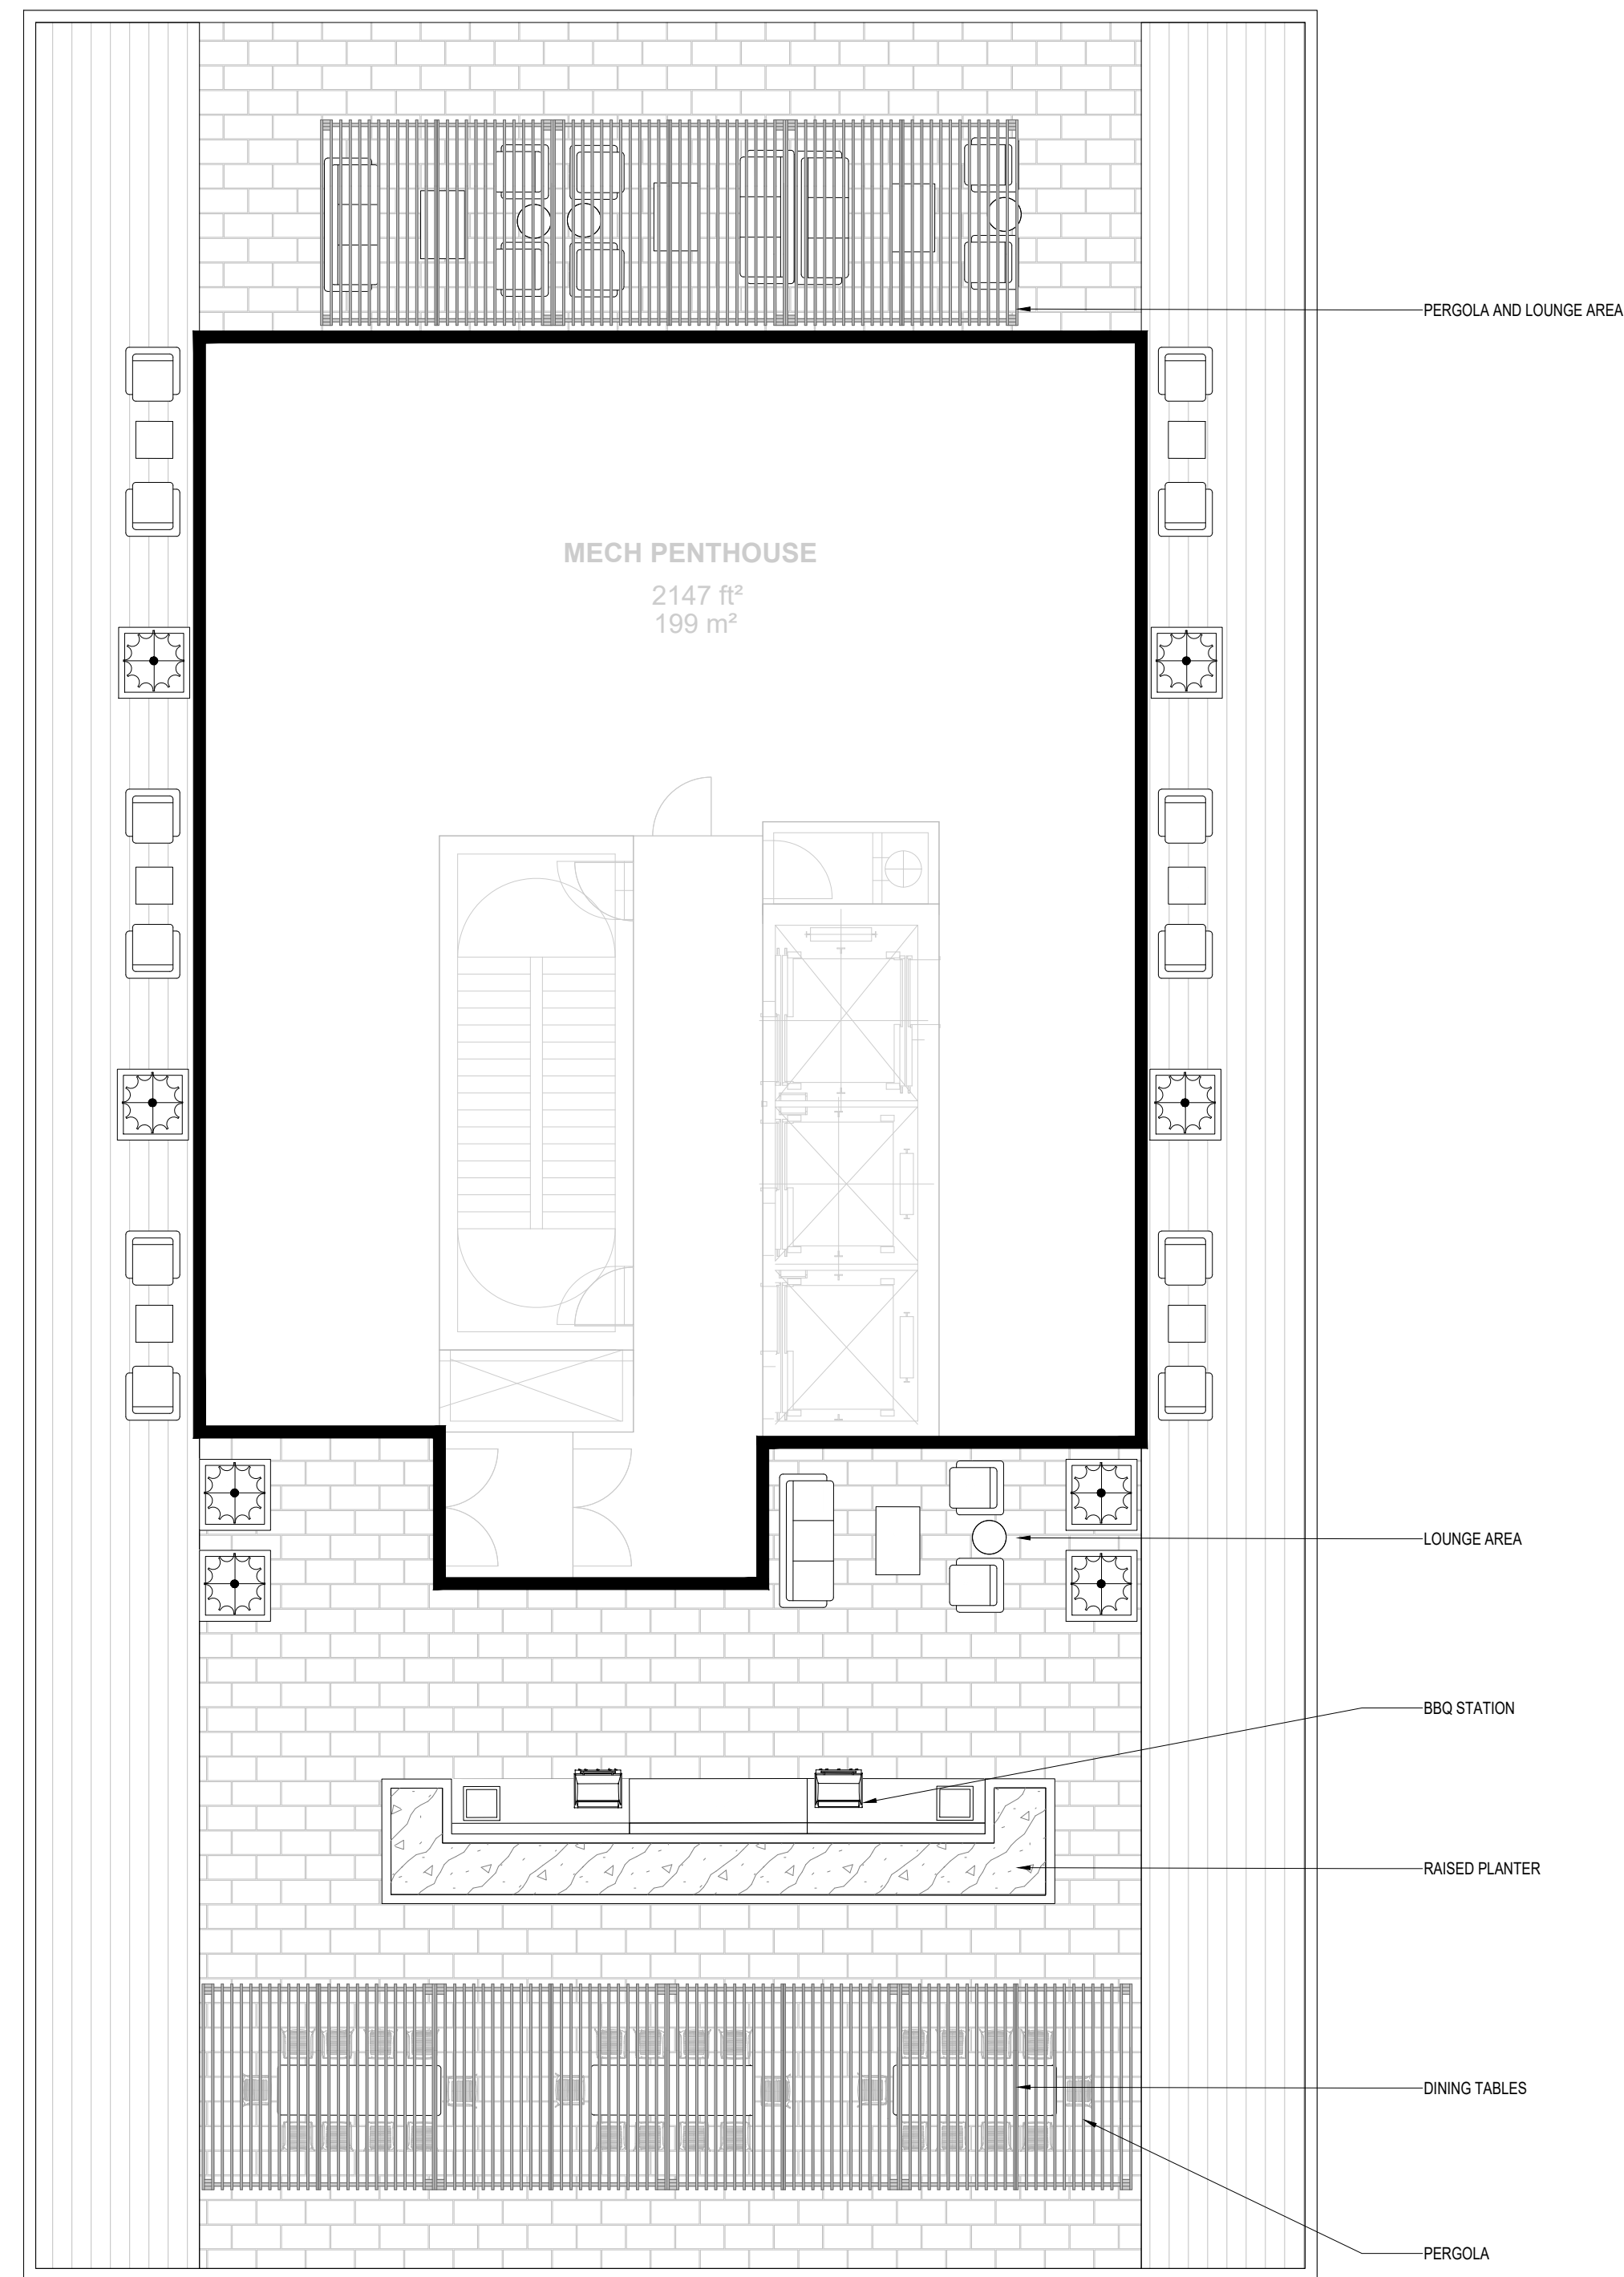 PERGOLA AND LOUNGE AREA
MECH PENTHOUSE
2147 ft²
199 m²
LOUNGE AREA
BBQ STATION
RAISED PLANTER
DINING TABLES
PERGOLA